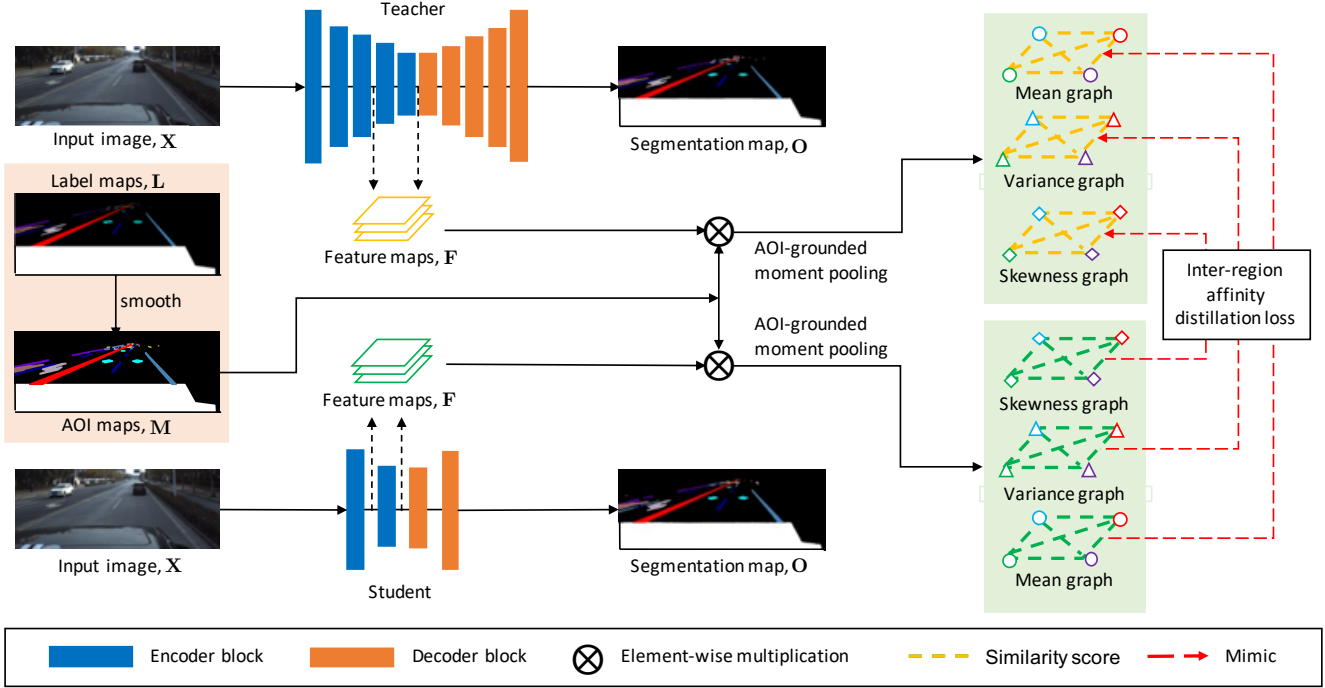 Teacher
Input image, X
Segmentation map, O
Mean graph
Variance graph
Skewness graph
Label maps, L
smooth
AOI maps, M
Feature maps, F
AOI-grounded
moment pooling
AOI-grounded
moment pooling
Feature maps, F
Inter-region
affinity
distillation loss
Skewness graph
Variance graph
Mean graph
Input image, X
Student
Segmentation map, O
Encoder block
Decoder block
Element-wise multiplication
Similarity score
Mimic